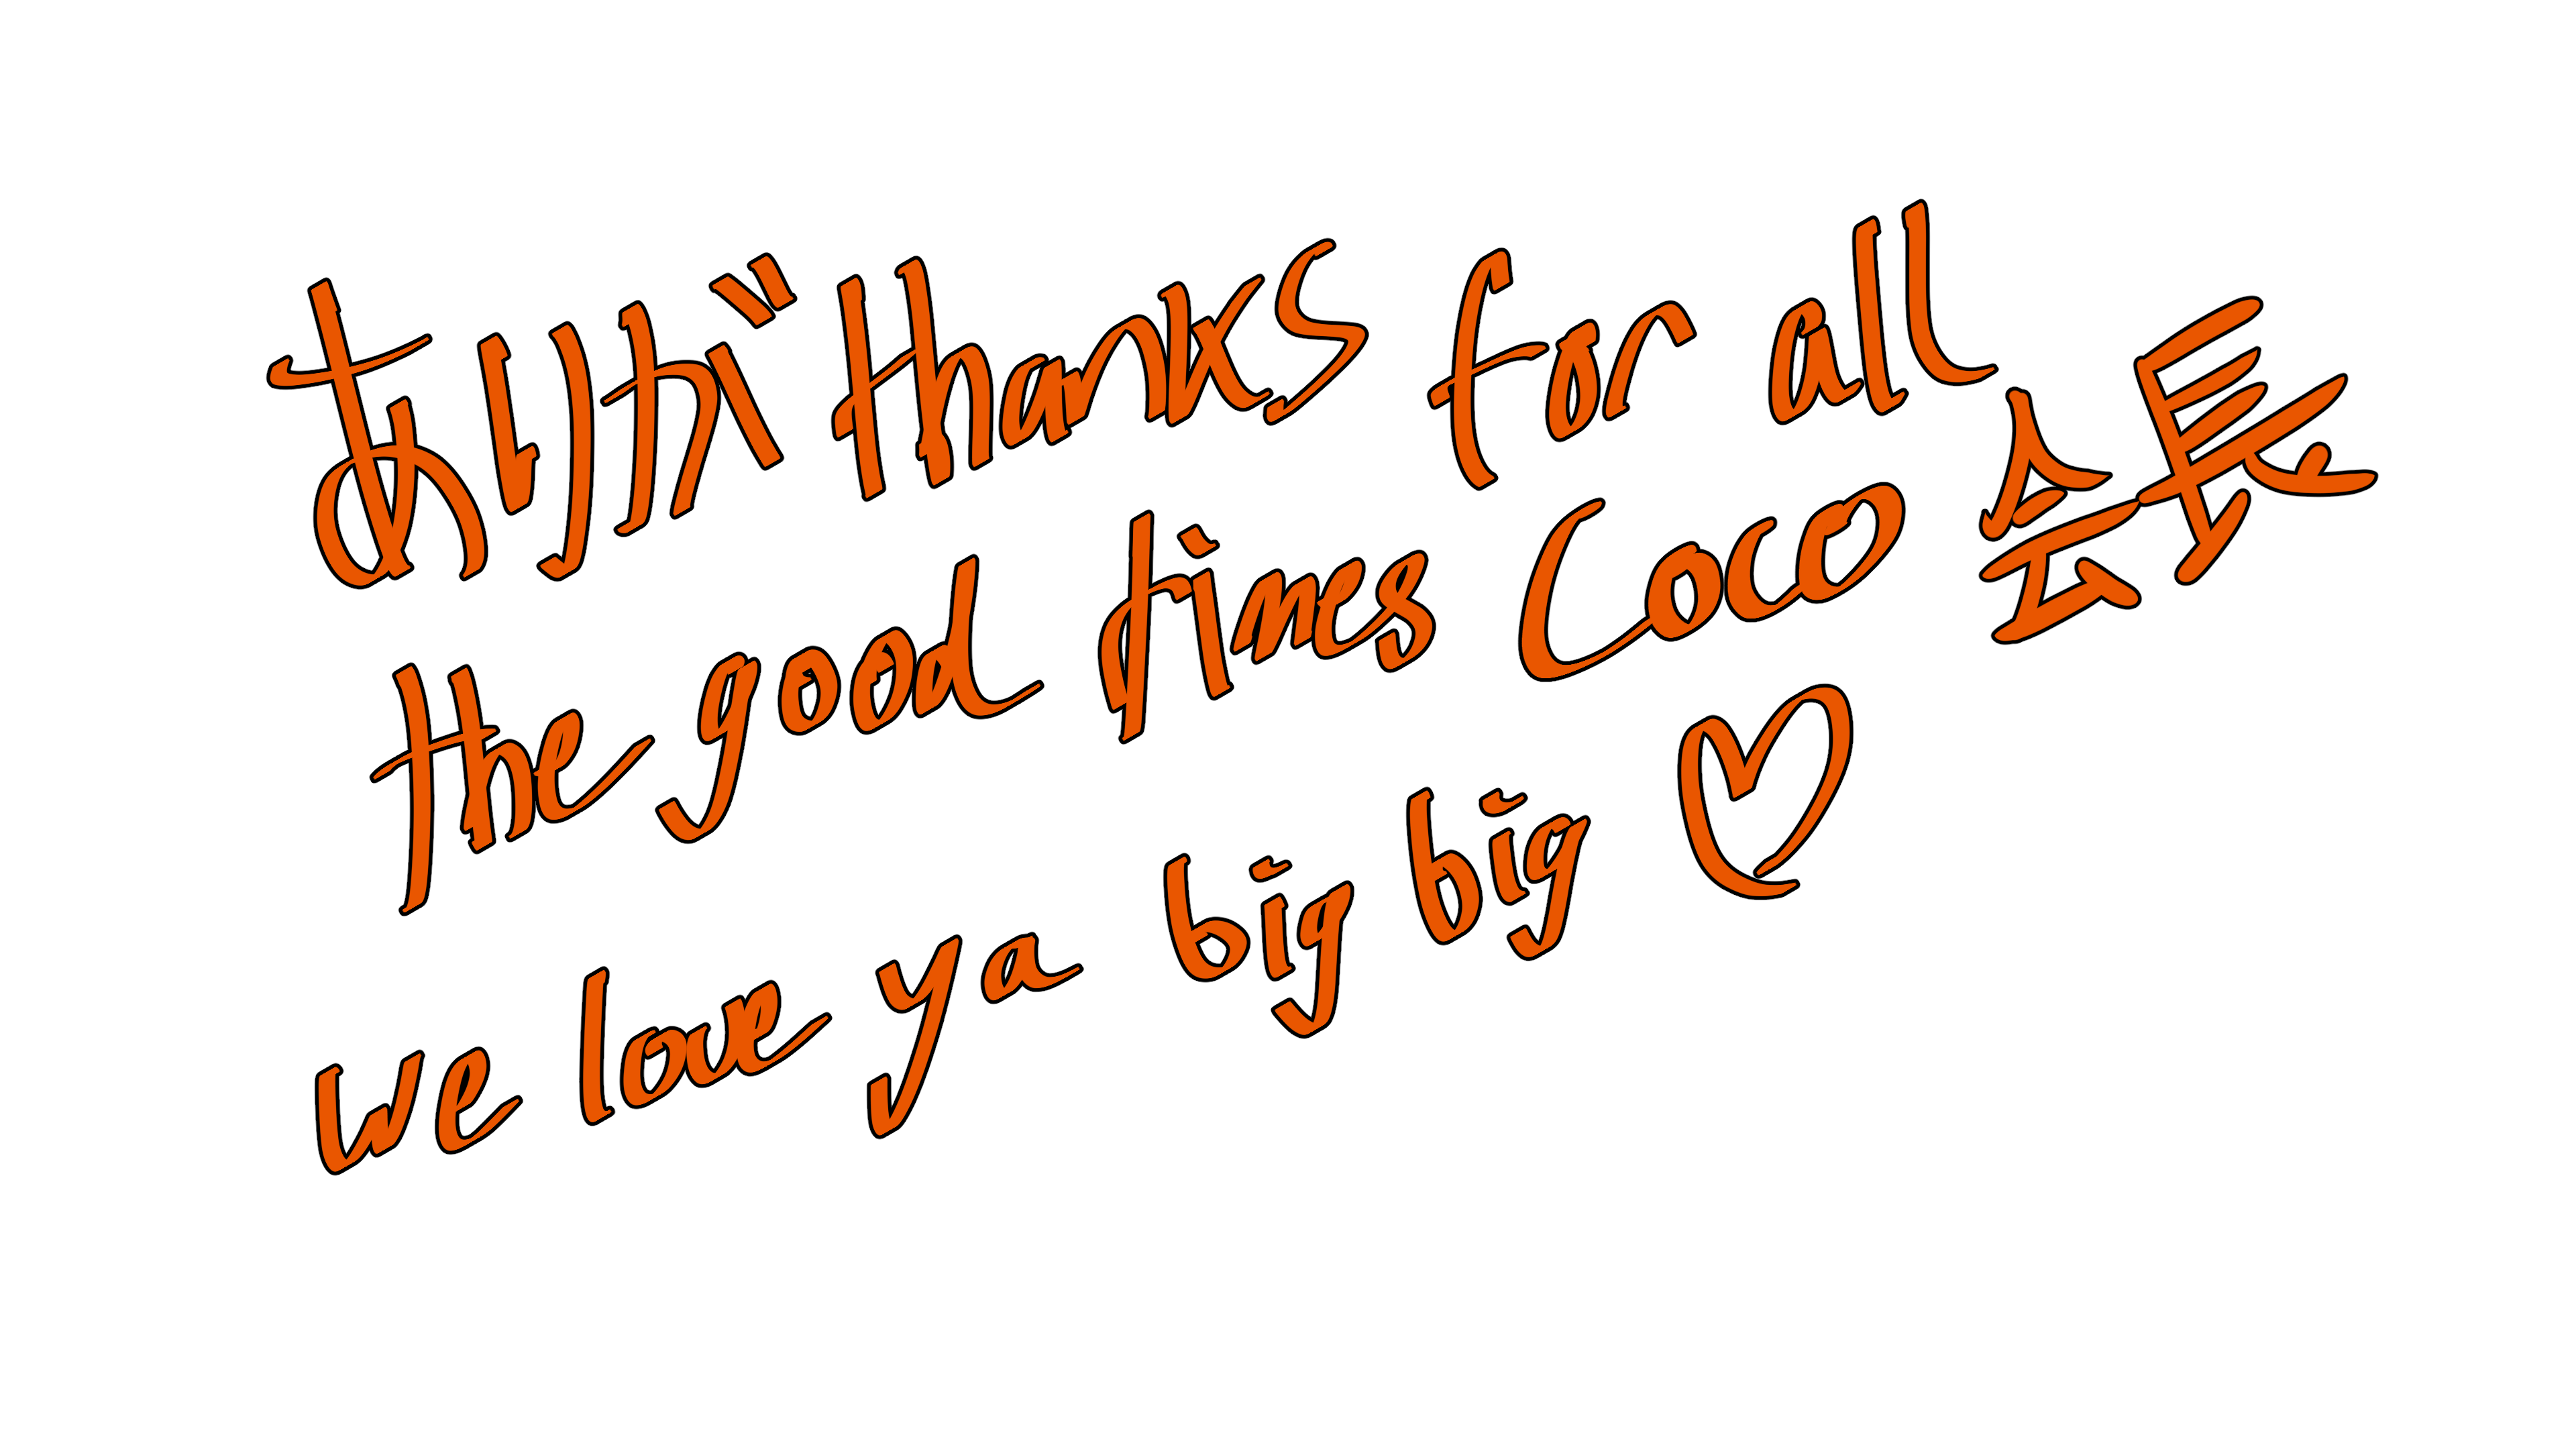 ありがthanks for all
the good times Coco 会長
we love ya big big ♡